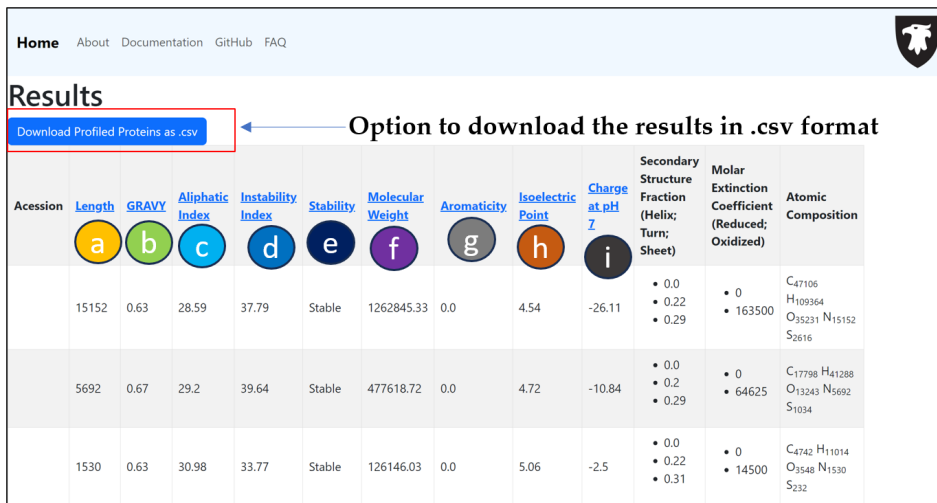 Home About Documentation GitHub FAQ
Results
Download Profiled Proteins as .csv
Option to download the results in .csv format
Acession
Length
a
GRAVY
b
Aliphatic
Index
c
Instability
Index
d
Stability
e
Molecular
Weight
f
Aromaticity
g
Isoelectric
Point
h
Charge
at pH
7
i
Secondary
Structure
Fraction
(Helix;
Turn;
Sheet)
Molar
Extinction
Coefficient
(Reduced;
Oxidized)
Atomic
Composition
15152 0.63 28.59 37.79 Stable 1262845.33 0.0 4.54 -26.11
• 0.0
• 0.22
• 0.29
• 0
• 163500
C47106
H109364
O35231 N15152
S2616
5692 0.67 29.2 39.64 Stable 477618.72 0.0 4.72 -10.84
• 0.0
• 0.2
• 0.29
• 0
• 64625
C17798 H41288
O13243 N5692
S1034
1530 0.63 30.98 33.77 Stable 126146.03 0.0 5.06 -2.5
• 0.0
• 0.22
• 0.31
• 0
• 14500
C4742 H11014
O3548 N1530
S232